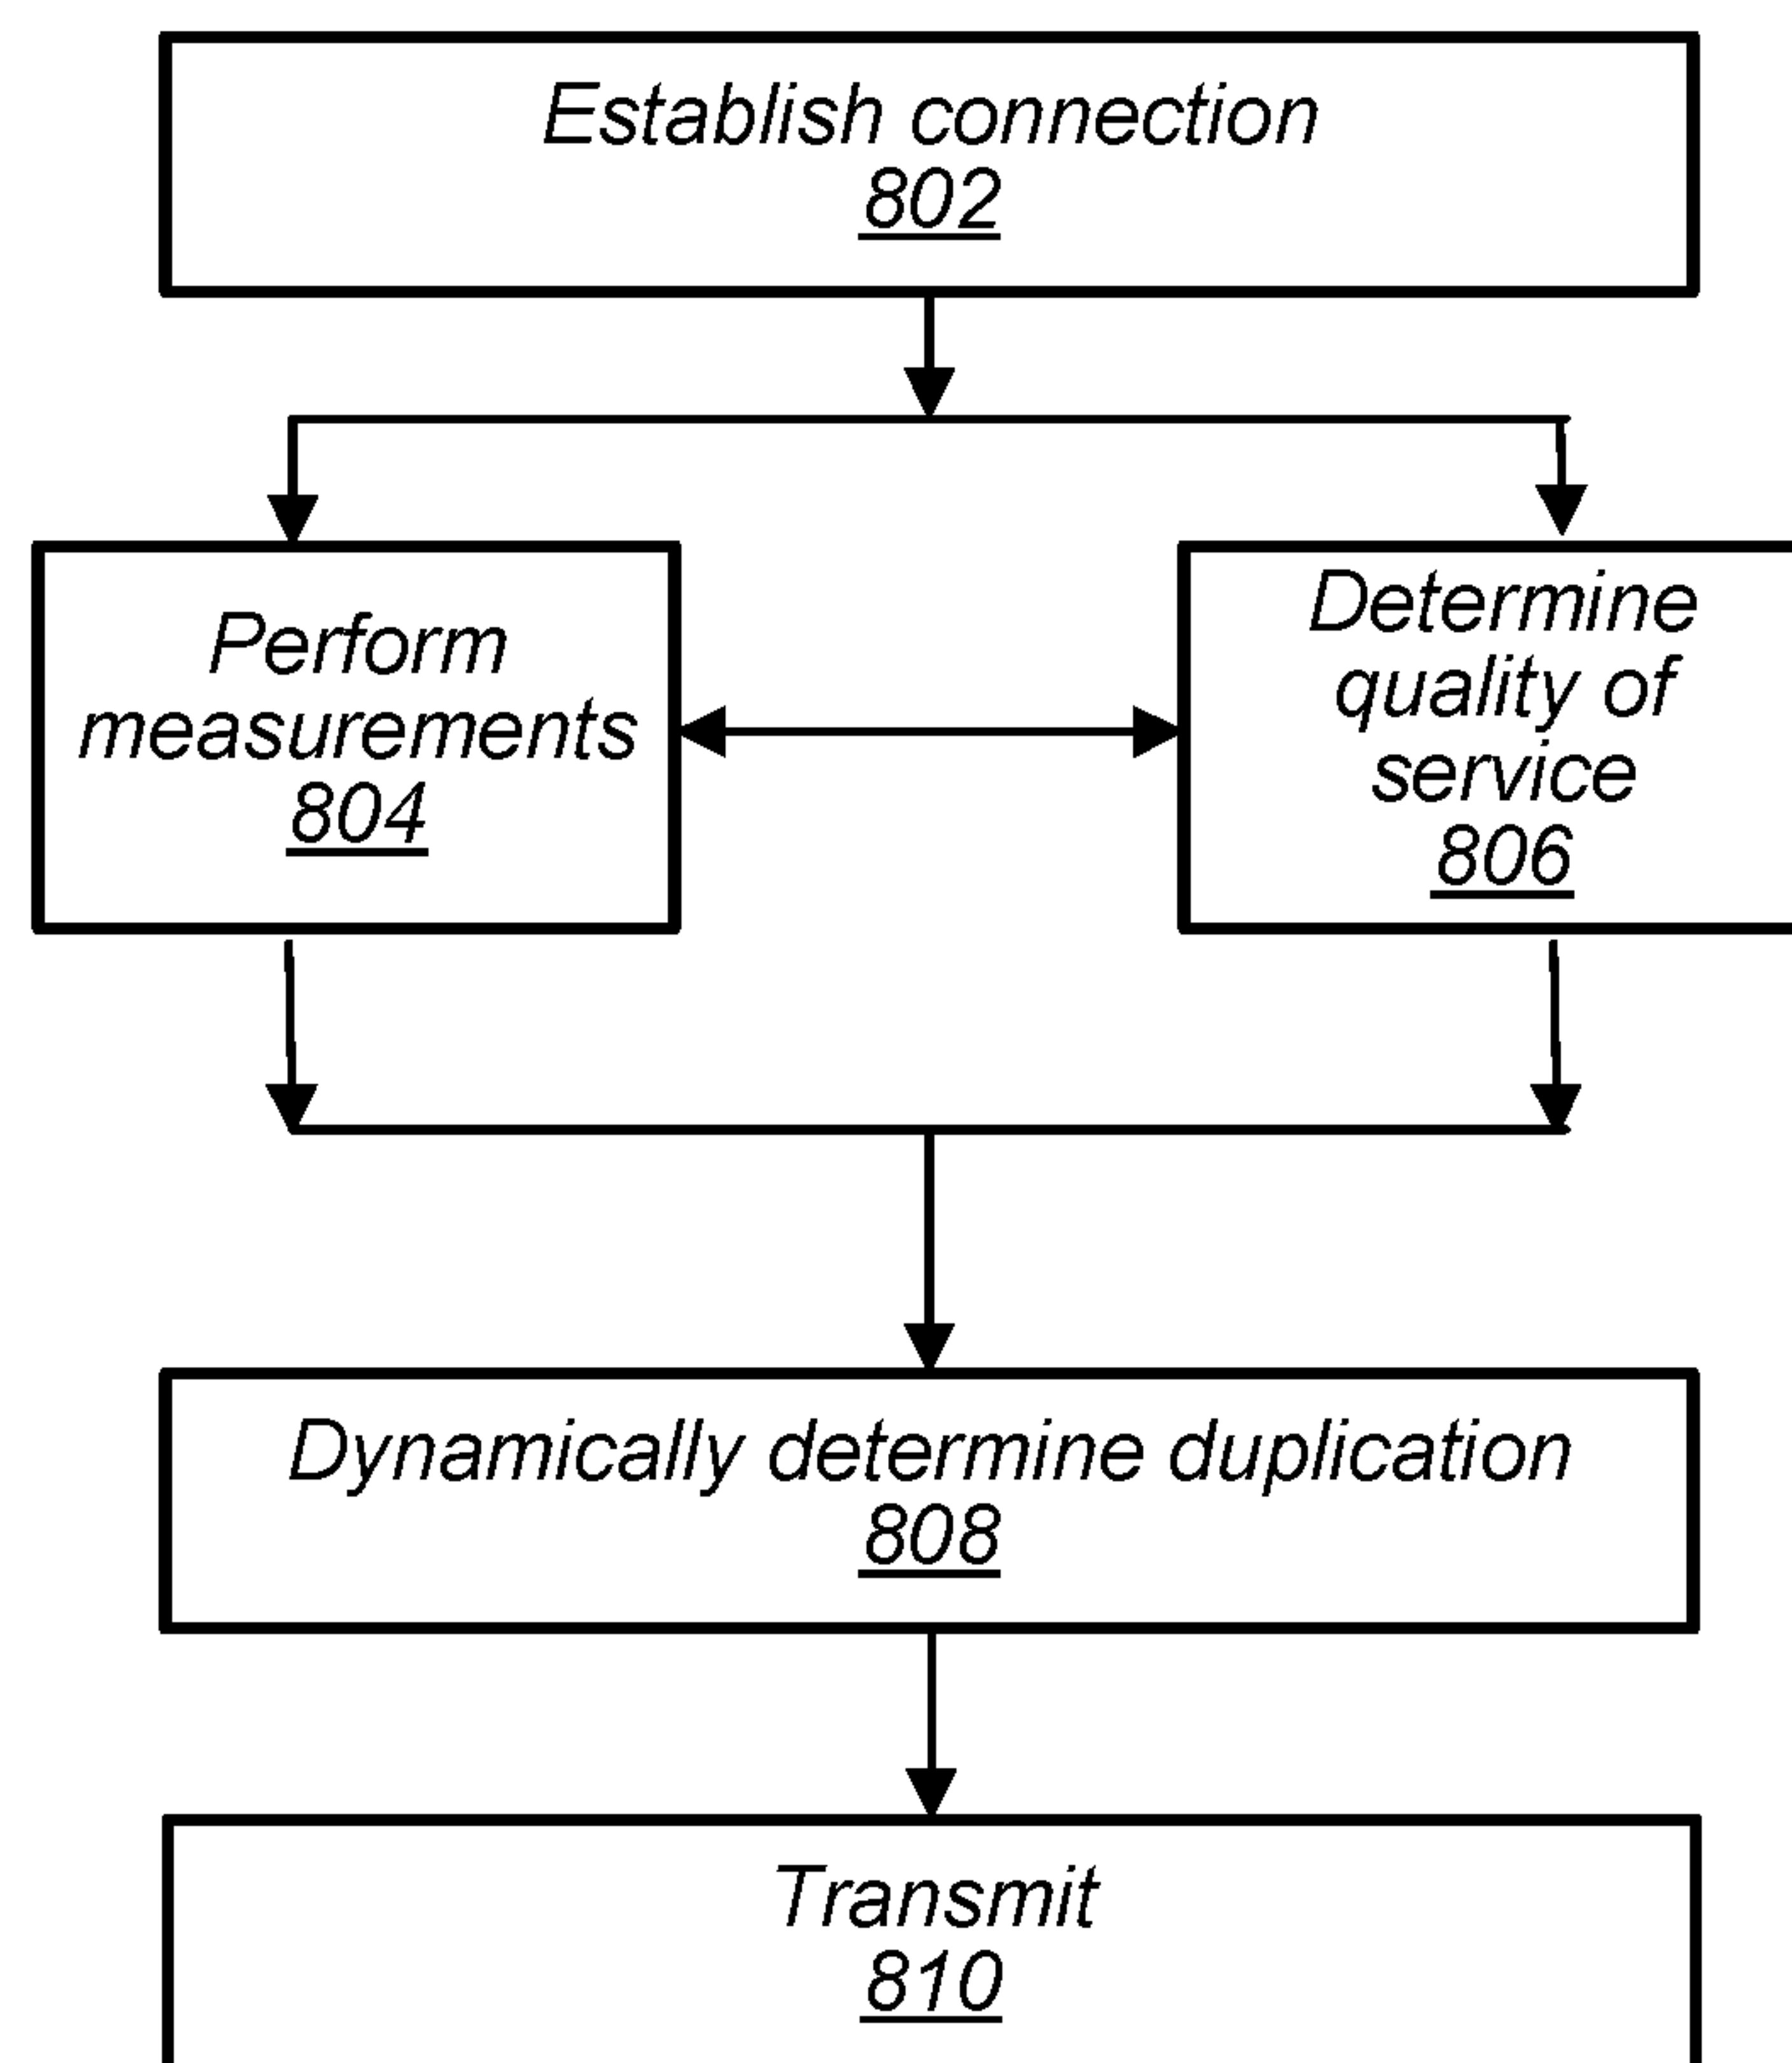 Establish connection
802
Perform
measurements
804
Determine
quality of
service
806
Dynamically determine duplication
808
Transmit
810